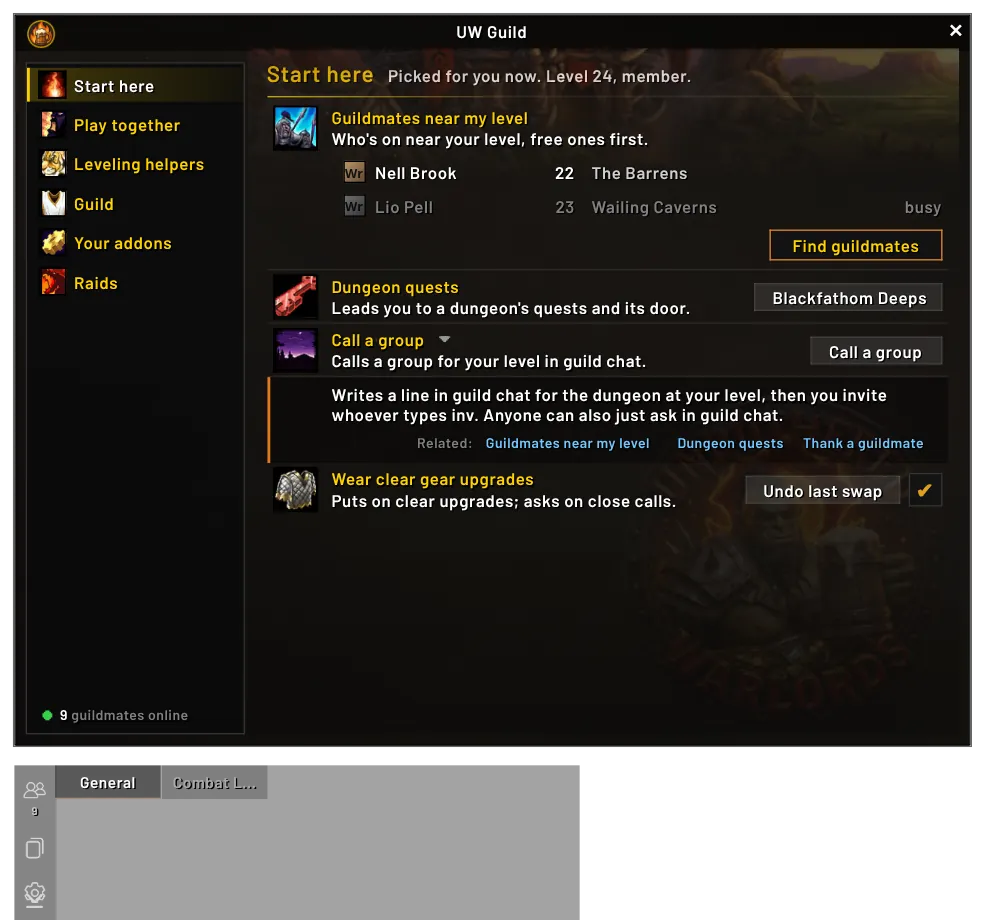 UW Guild
Start here
Play together
Leveling helpers
Guild
Your addons
Raids
9 guildmates online
Start here Picked for you now. Level 24, member.
Guildmates near my level
Who's on near your level, free ones first.
Wr Nell Brook 22 The Barrens
Wr Lio Pell 23 Wailing Caverns busy
Find guildmates
Dungeon quests
Leads you to a dungeon's quests and its door.
Blackfathom Deeps
Call a group
Calls a group for your level in guild chat.
Call a group
Writes a line in guild chat for the dungeon at your level, then you invite
whoever types inv. Anyone can also just ask in guild chat.
Related: Guildmates near my level Dungeon quests Thank a guildmate
Wear clear gear upgrades
Puts on clear upgrades; asks on close calls.
Undo last swap
WARLORDS
General Combat L...
9